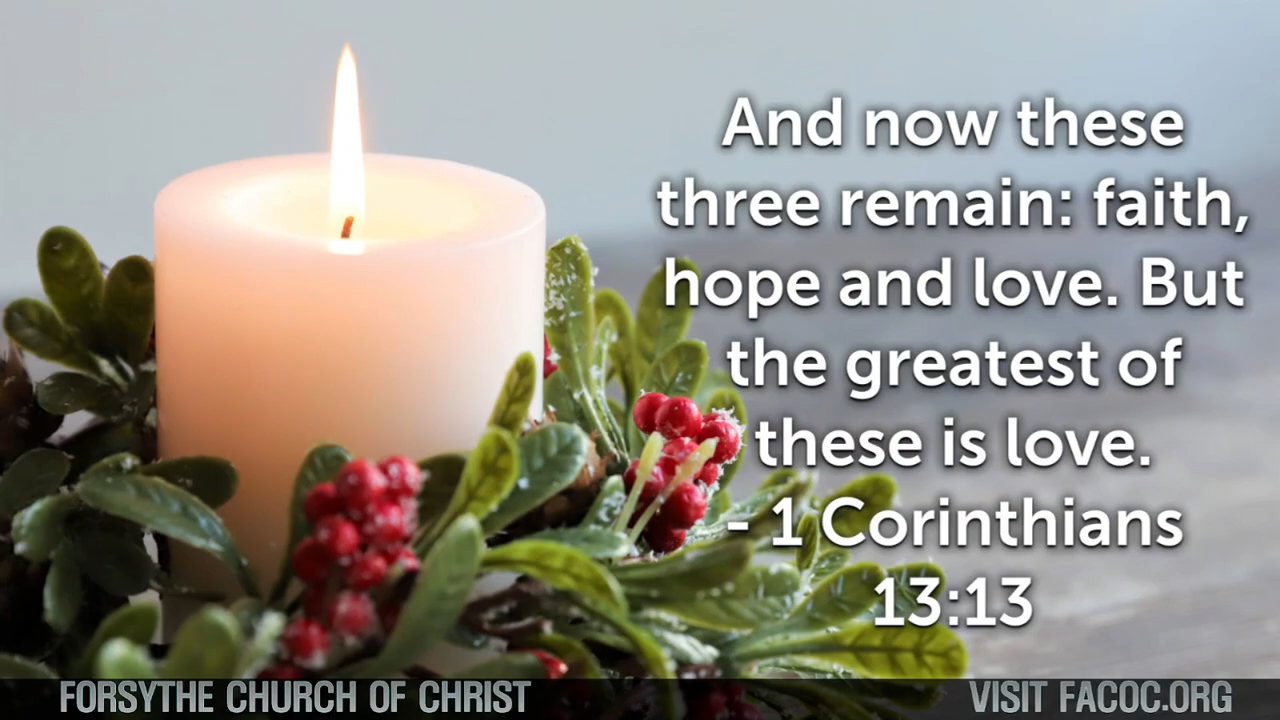 And now these
three remain: faith,
hope and love. But
the greatest of
these is love.
- 1 Corinthians
13:13
FORSYTHE CHURCH OF CHRIST
VISIT FACOC.ORG